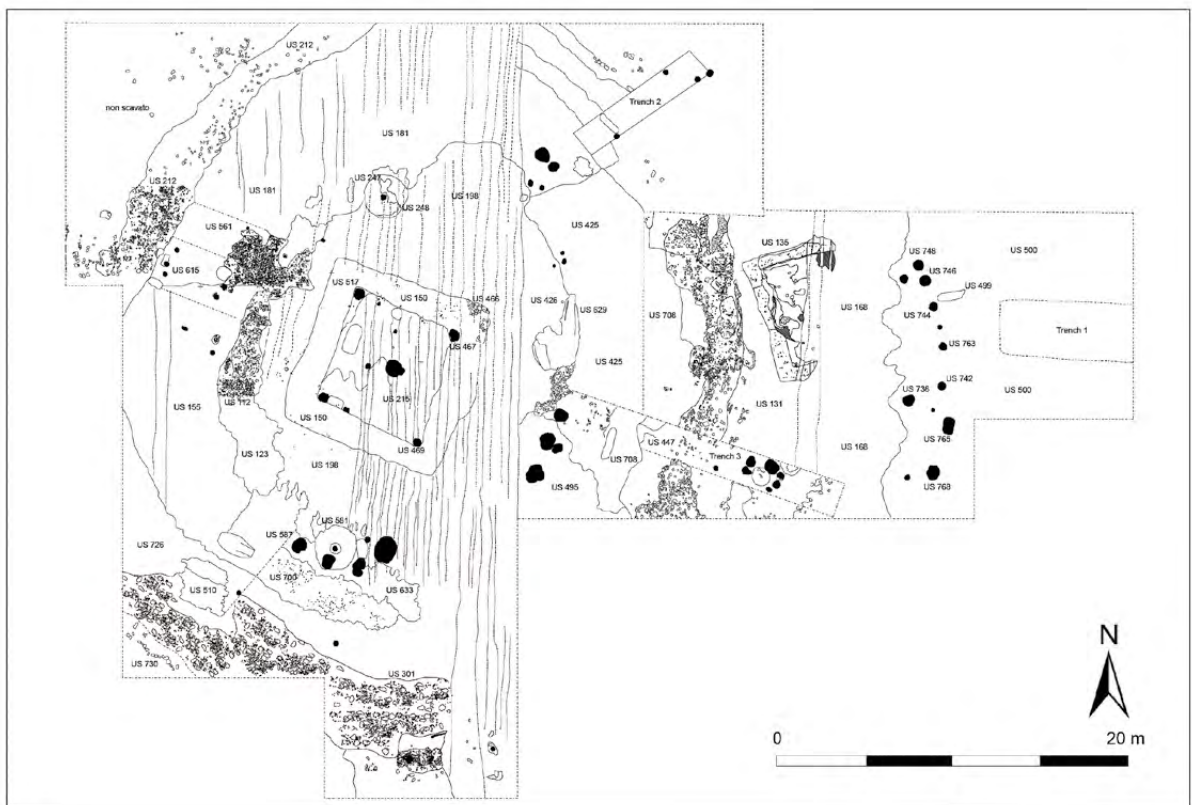 US 212
non scavato
Trench 2
US 181
US 212
US 247
US 181
US 198
US 248
US 561
US 425
US 135
US 748
US 500
US 615
US 746
US 517
US 150
US 466
US 426
US 529
US 168
US 499
US 708
US 744
Trench 1
US 467
US 763
US 425
US 215
US 742
US 500
US 736
US 155
US 112
US 150
US 131
US 469
US 447
US 765
US 123
US 198
US 708
Trench 3
US 168
US 495
US 768
US 581
US 587
US 726
US 700
US 510
US 633
US 730
US 301
N
0 20 m